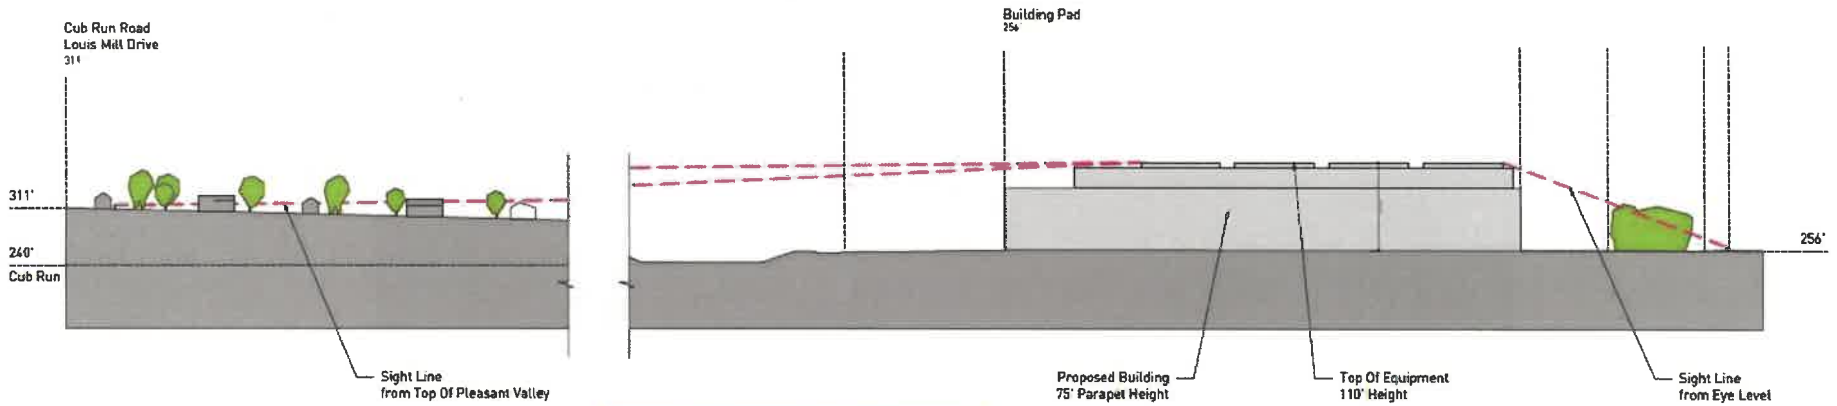 Cub Run Road
Louis Mill Drive
311
Building Pad
256
311'
240'
Cub Run
256'
Sight Line
from Top Of Pleasant Valley
Proposed Building
75' Parapet Height
Top Of Equipment
110' Height
Sight Line
from Eye Level